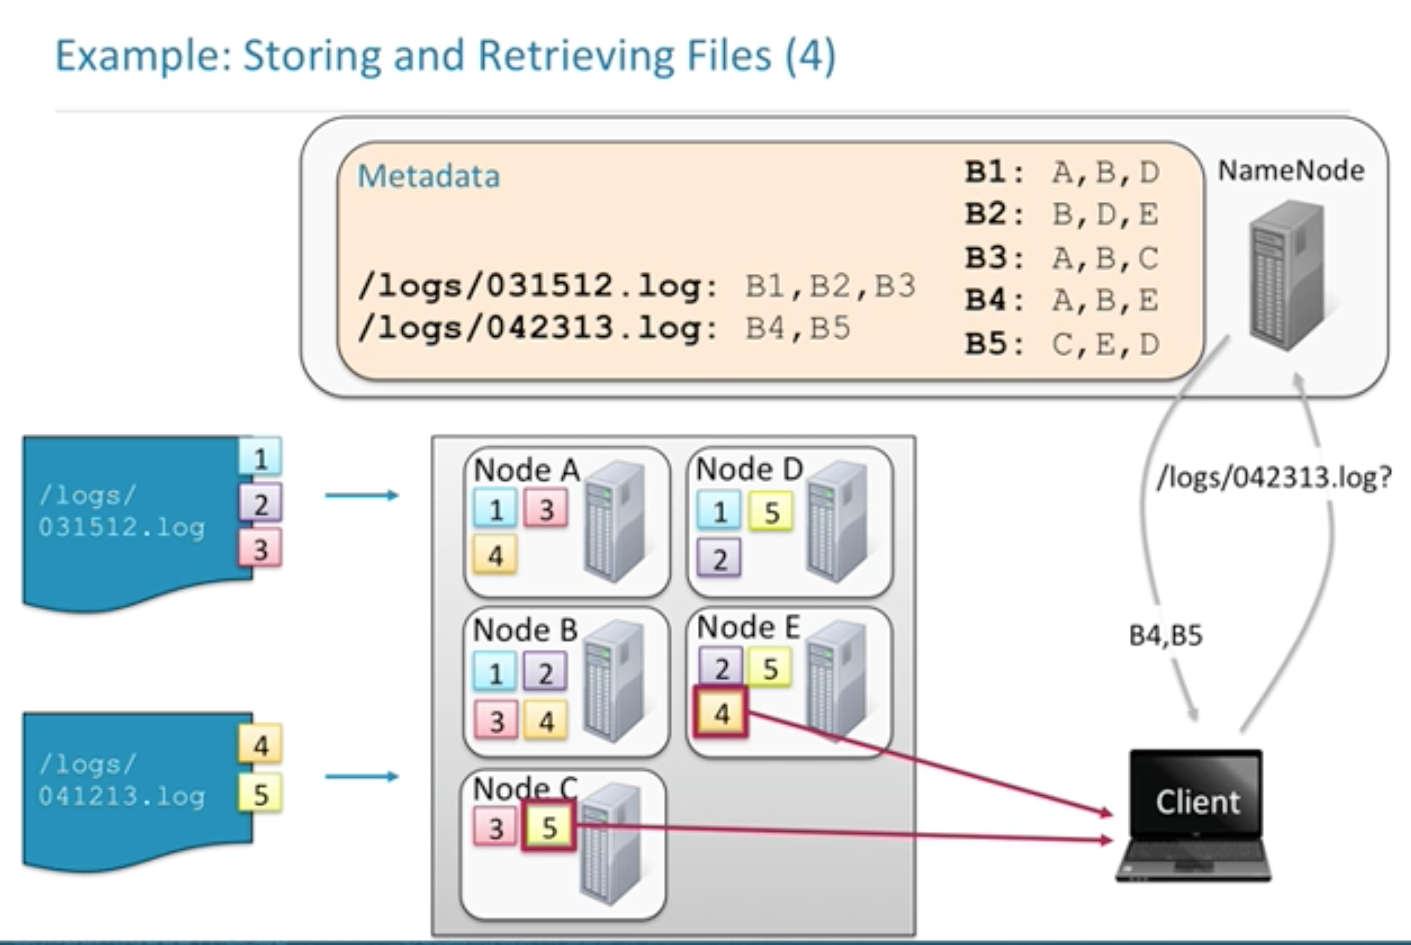 Example: Storing and Retrieving Files (4)
Metadata
/logs/031512.log: B1,B2,B3
/logs/042313.log: B4,B5
B1: A,B,D
B2: B,D,E
B3: A,B,C
B4: A,B,E
B5: C,E,D
NameNode
/logs/
031512.log
1
2
3
/logs/
041213.log
4
5
Node A
1 3
4
Node D
1 5
2
Node B
1 2
3 4
Node E
2 5
4
Node C
3 5
/logs/042313.log?
B4,B5
Client